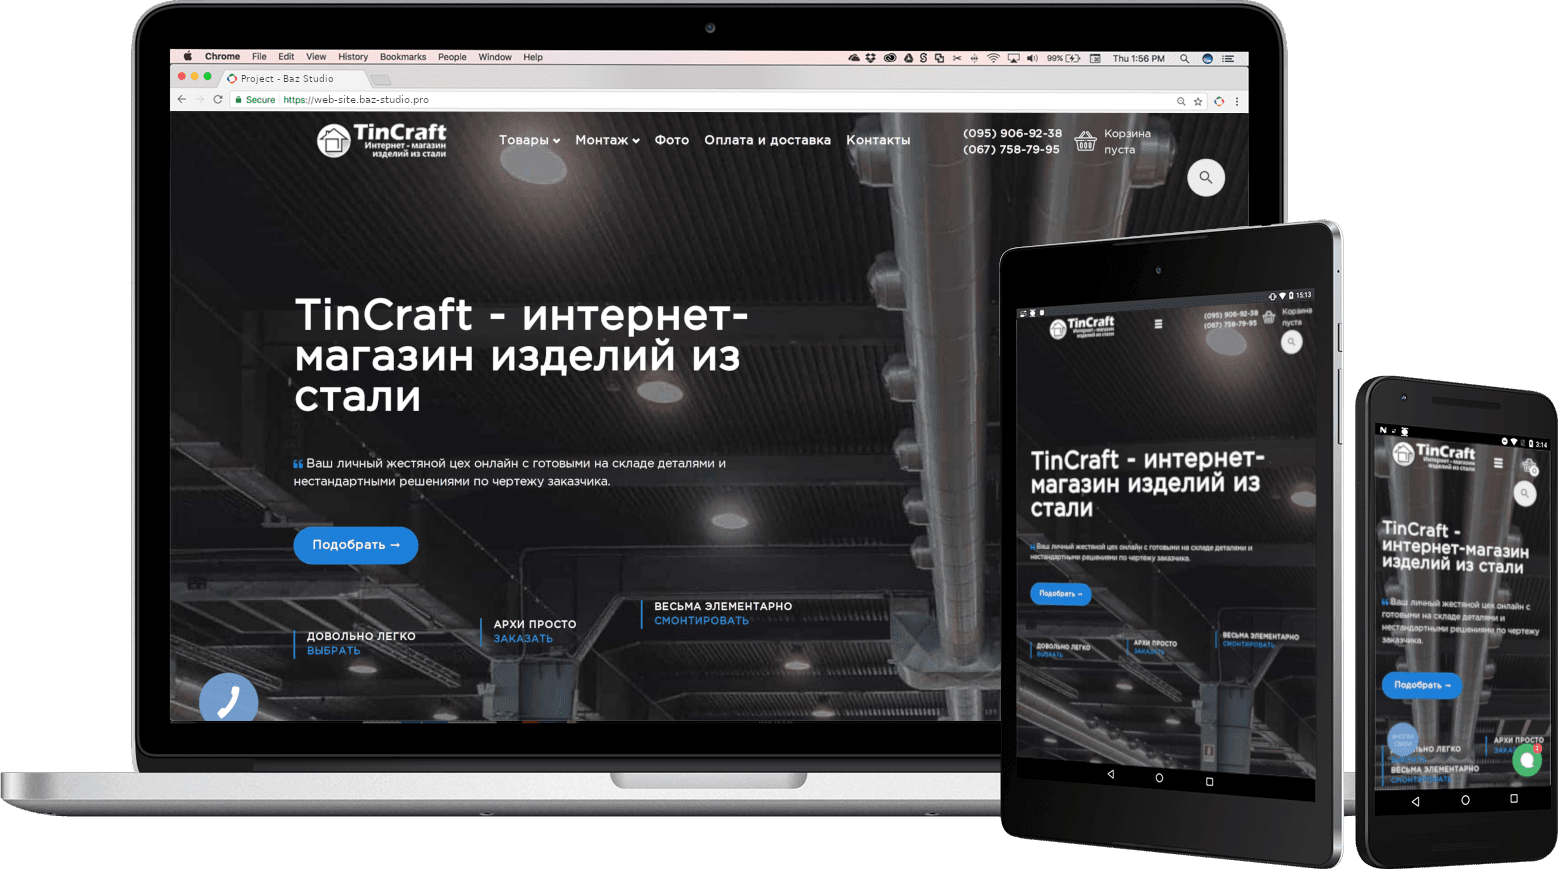 Chrome File Edit View History Bookmarks People Window Help 99% Thu 1:56 PM
Project - Baz Studio
Secure https://web-site.baz-studio.pro
TinCraft
Интернет - магазин
изделий из стали
Товары Монтаж Фото Оплата и доставка Контакты
(095) 906-92-38
(067) 758-79-95
Корзина
пуста
TinCraft - интернет-
магазин изделий из
стали
Ваш личный жестяной цех онлайн с готовыми на складе деталями и
нестандартными решениями по чертежу заказчика.
Подобрать →
ДОВОЛЬНО ЛЕГКО
ВЫБРАТЬ
АРХИ ПРОСТО
ЗАКАЗАТЬ
ВЕСЬМА ЭЛЕМЕНТАРНО
СМОНТИРОВАТЬ
15:13
TinCraft
Интернет - магазин
изделий из стали
(095) 906-92-38
(067) 758-79-95
Корзина
пуста
TinCraft - интернет-
магазин изделий из
стали
Ваш личный жестяной цех онлайн с готовыми на складе деталями и
нестандартными решениями по чертежу заказчика.
Подобрать →
ДОВОЛЬНО ЛЕГКО
ВЫБРАТЬ
АРХИ ПРОСТО
ЗАКАЗАТЬ
ВЕСЬМА ЭЛЕМЕНТАРНО
СМОНТИРОВАТЬ
3:14
TinCraft
Интернет - магазин
изделий из стали
0
TinCraft -
интернет-магазин
изделий из стали
Ваш личный жестяной цех онлайн с
готовыми на складе деталями и
нестандартными решениями по чертежу
заказчика.
Подобрать →
КНОПКА
СВЯЗИ
ЛЕГКО
АРХИ ПРОСТО
ВЕСЬМА ЭЛЕМЕНТАРНО
СМОНТИРОВАТЬ